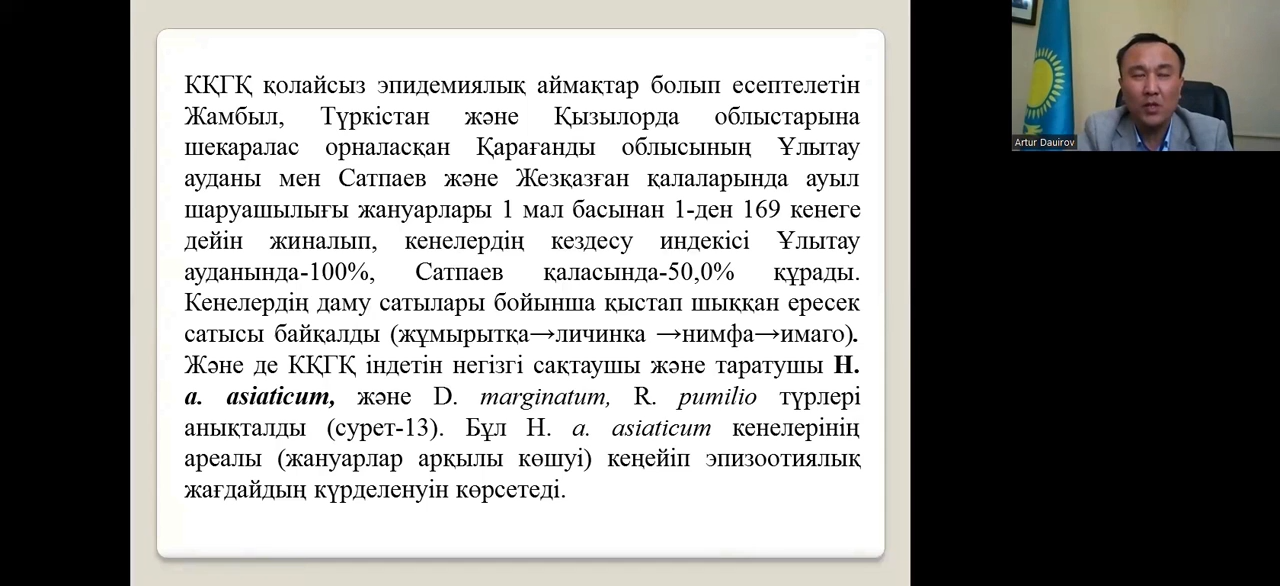 КҚГҚ қолайсыз эпидемиялық аймақтар болып есептелетін
Жамбыл, Түркістан және Қызылорда облыстарына
шекаралас орналасқан Қарағанды облысының Ұлытау
ауданы мен Сатпаев және Жезқазған қалаларында ауыл
шаруашылығы жануарлары 1 мал басынан 1-ден 169 кенеге
дейін жиналып, кенелердің кездесу индекісі Ұлытау
ауданында-100%, Сатпаев қаласында-50,0% құрады.
Кенелердің даму сатылары бойынша қыстап шыққан ересек
сатысы байқалды (жұмырытқа→личинка →нимфа→имаго).
Және де КҚГҚ індетін негізгі сақтаушы және таратушы H.
a. asiaticum, және D. marginatum, R. pumilio түрлері
анықталды (сурет-13). Бұл H. a. asiaticum кенелерінің
ареалы (жануарлар арқылы көшуі) кеңейіп эпизоотиялық
жағдайдың күрделенуін көрсетеді.
Artur Dauirov